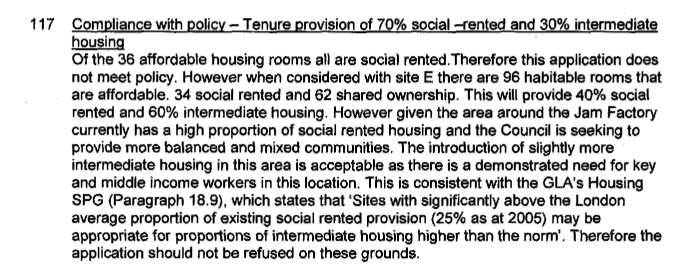 117 Compliance with policy – Tenure provision of 70% social –rented and 30% intermediate
housing
Of the 36 affordable housing rooms all are social rented.Therefore this application does
not meet policy. However when considered with site E there are 96 habitable rooms that
are affordable. 34 social rented and 62 shared ownership. This will provide 40% social
rented and 60% intermediate housing. However given the area around the Jam Factory
currently has a high proportion of social rented housing and the Council is seeking to
provide more balanced and mixed communities. The introduction of slightly more
intermediate housing in this area is acceptable as there is a demonstrated need for key
and middle income workers in this location. This is consistent with the GLA's Housing
SPG (Paragraph 18.9), which states that 'Sites with significantly above the London
average proportion of existing social rented provision (25% as at 2005) may be
appropriate for proportions of intermediate housing higher than the norm'. Therefore the
application should not be refused on these grounds.